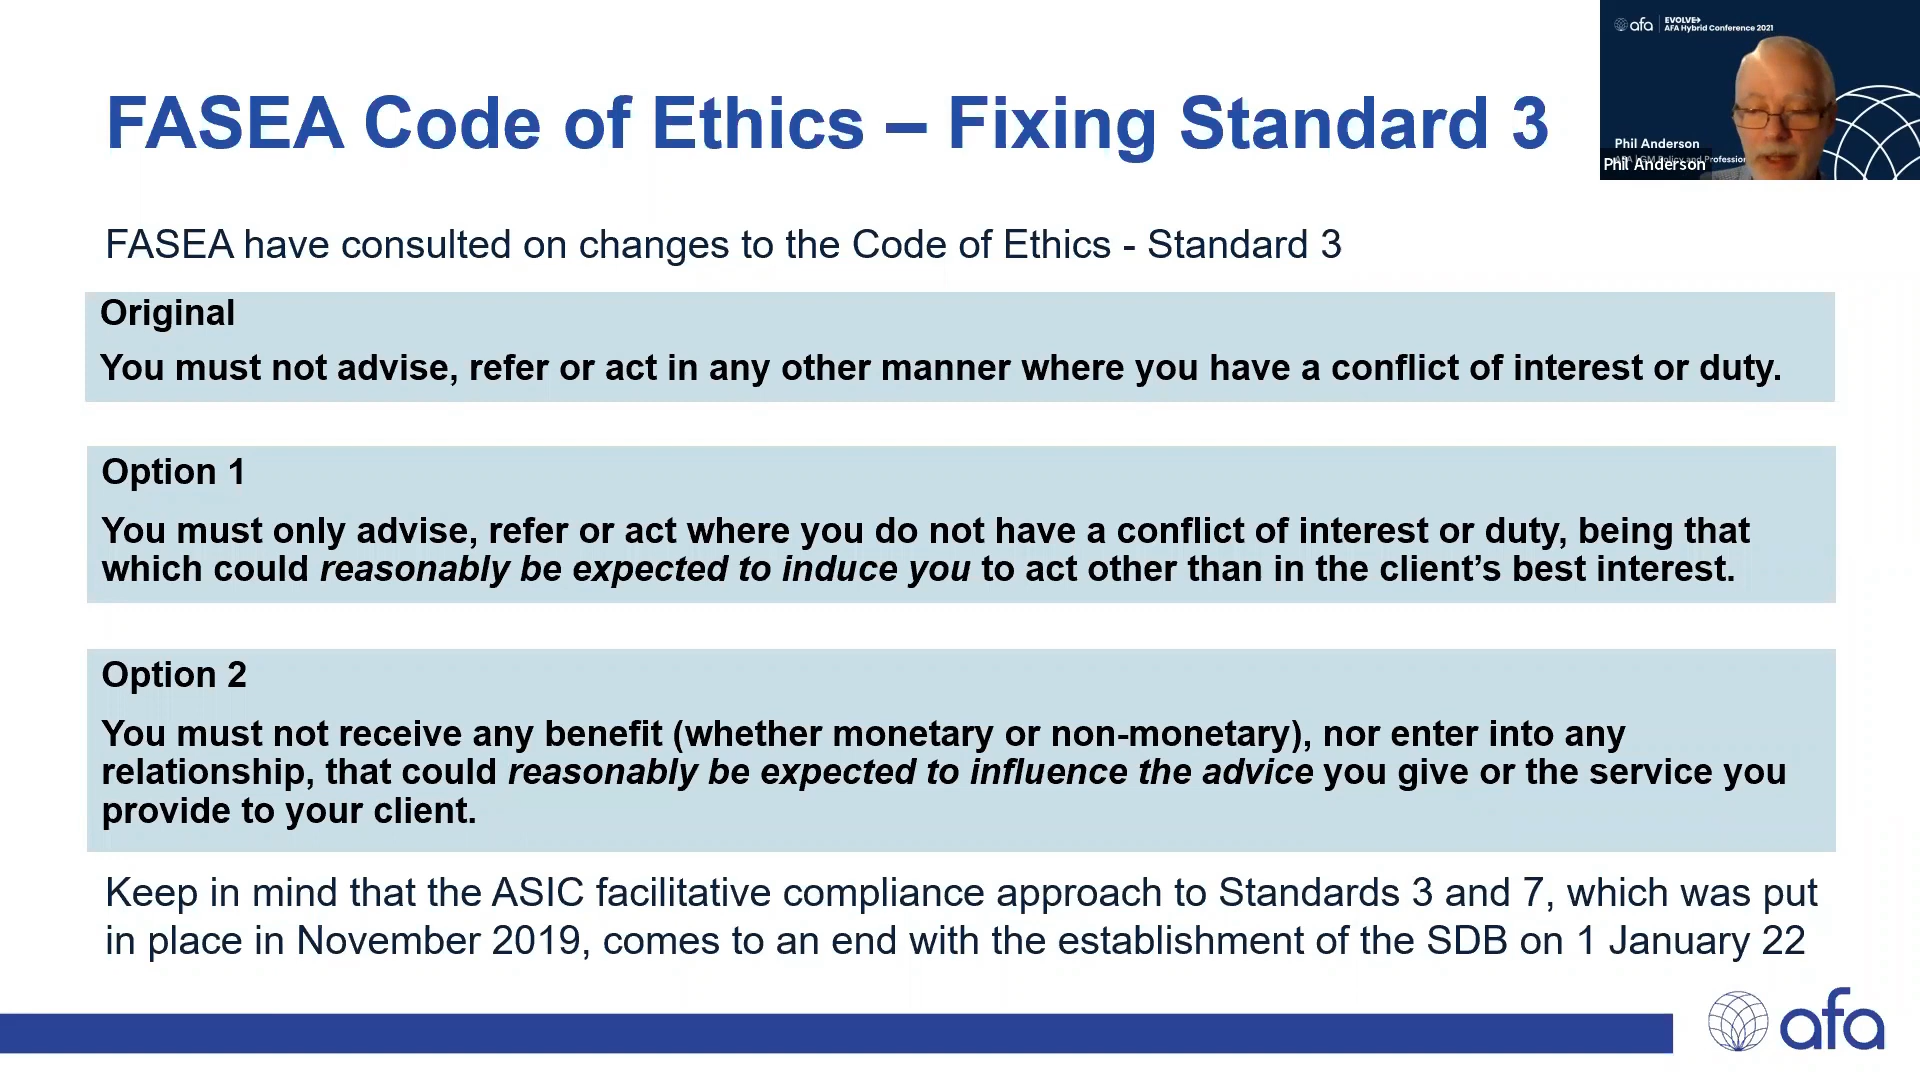 FASEA Code of Ethics – Fixing Standard 3
FASEA have consulted on changes to the Code of Ethics - Standard 3
Original
You must not advise, refer or act in any other manner where you have a conflict of interest or duty.
Option 1
You must only advise, refer or act where you do not have a conflict of interest or duty, being that
which could reasonably be expected to induce you to act other than in the client’s best interest.
Option 2
You must not receive any benefit (whether monetary or non-monetary), nor enter into any
relationship, that could reasonably be expected to influence the advice you give or the service you
provide to your client.
Keep in mind that the ASIC facilitative compliance approach to Standards 3 and 7, which was put
in place in November 2019, comes to an end with the establishment of the SDB on 1 January 22
afa
afa
EVOLVE
AFA Hybrid Conference 2021
Phil Anderson
GM Policy and
Phil Anderson